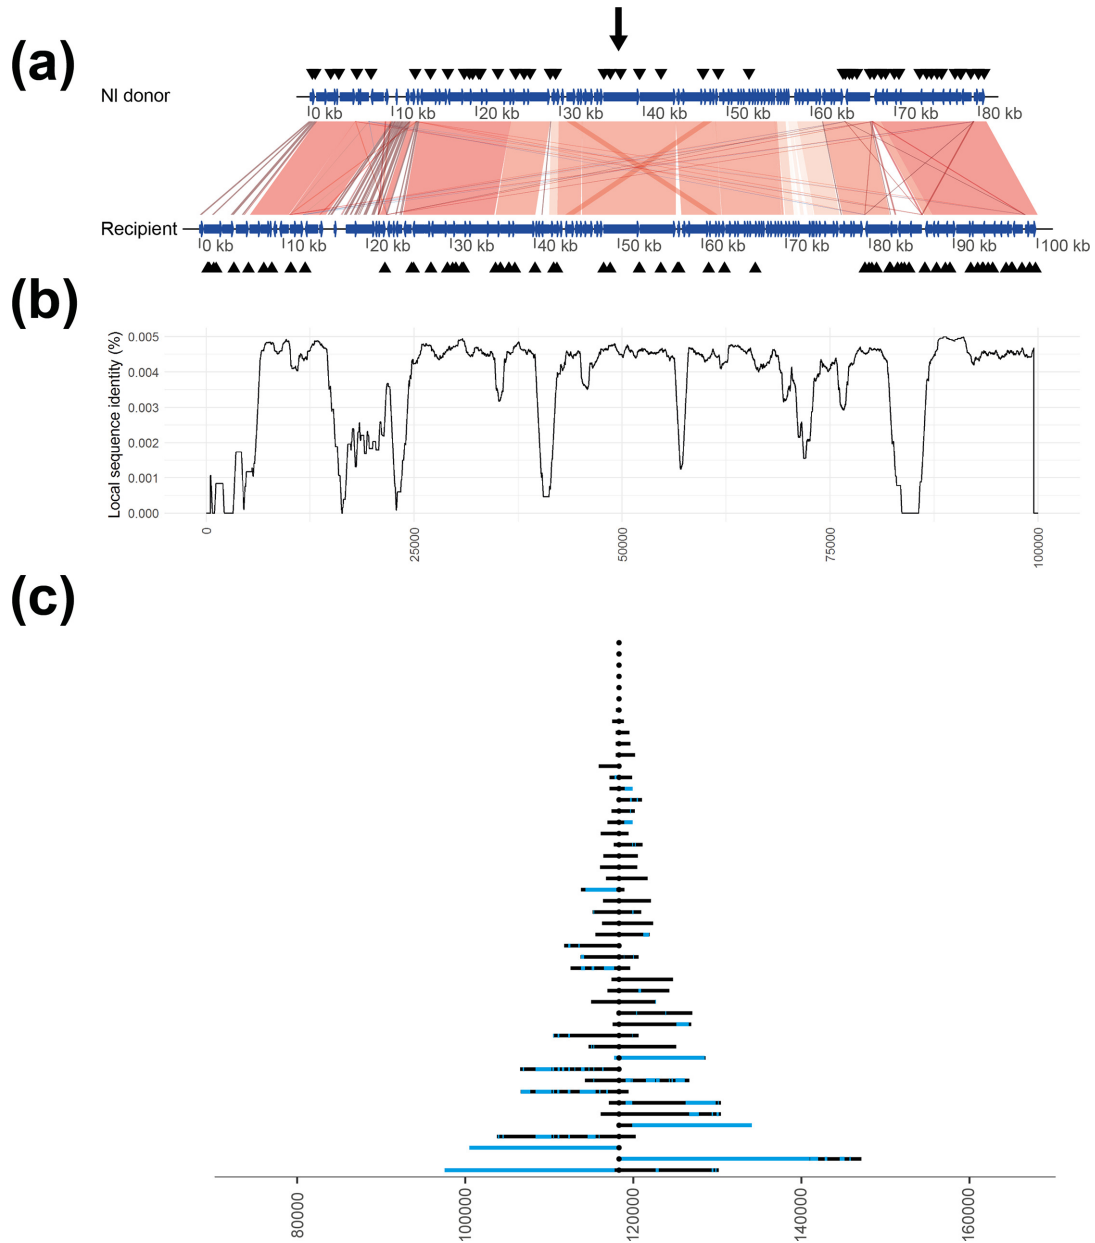 (a)
NI donor
0 kb 10 kb 20 kb 30 kb 40 kb 50 kb 60 kb 70 kb 80 kb
Recipient
0 kb 10 kb 20 kb 30 kb 40 kb 50 kb 60 kb 70 kb 80 kb 90 kb 100 kb
(b)
Local sequence identity (%)
0.005
0.004
0.003
0.002
0.001
0.000
0 25000 50000 75000 100000
(c)
80000 100000 120000 140000 160000